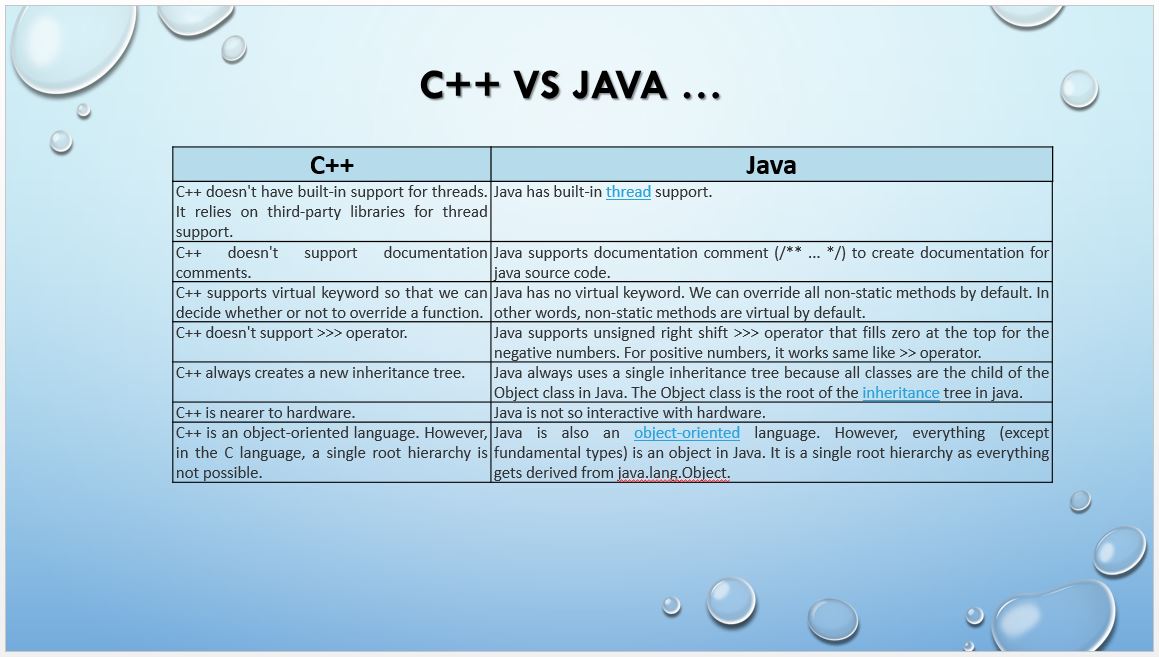 C++ VS JAVA ...
C++
Java
C++ doesn't have built-in support for threads.
It relies on third-party libraries for thread
support.
Java has built-in thread support.
C++ doesn't support documentation
comments.
Java supports documentation comment (/** ... */) to create documentation for
java source code.
C++ supports virtual keyword so that we can
decide whether or not to override a function.
Java has no virtual keyword. We can override all non-static methods by default. In
other words, non-static methods are virtual by default.
C++ doesn't support >>> operator.
Java supports unsigned right shift >>> operator that fills zero at the top for the
negative numbers. For positive numbers, it works same like >> operator.
C++ always creates a new inheritance tree.
Java always uses a single inheritance tree because all classes are the child of the
Object class in Java. The Object class is the root of the inheritance tree in java.
C++ is nearer to hardware.
Java is not so interactive with hardware.
C++ is an object-oriented language. However,
in the C language, a single root hierarchy is
not possible.
Java is also an object-oriented language. However, everything (except
fundamental types) is an object in Java. It is a single root hierarchy as everything
gets derived from java.lang.Object.